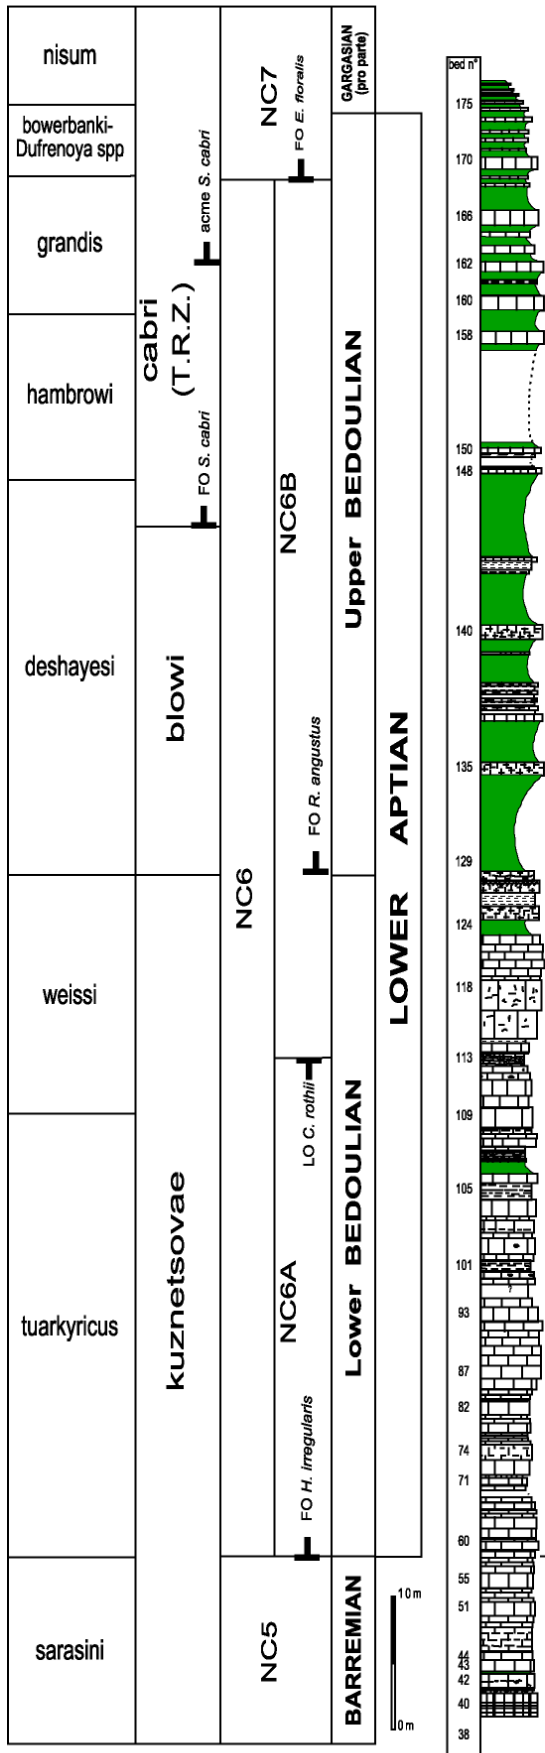 nisum
bowerbanki-
Dufrenoya spp
grandis
hambrowi
deshayesi
weissi
tuarkyricus
sarasini
cabri
(T.R.Z.)
blowi
kuznetsovae
acme S. cabri
FO S. cabri
NC7
NC6
NC5
NC6B
NC6A
FO E. floralis
FO R. angustus
LO C. rothii
FO H. irregularis
GARGASIAN
(pro parte)
Upper BEDOULIAN
Lower BEDOULIAN
BARREMIAN
LOWER APTIAN
10 m
0 m
bed n°
175
170
166
162
160
158
150
148
140
135
129
124
118
113
109
105
101
?
93
87
82
74
71
60
55
51
44
43
42
40
38